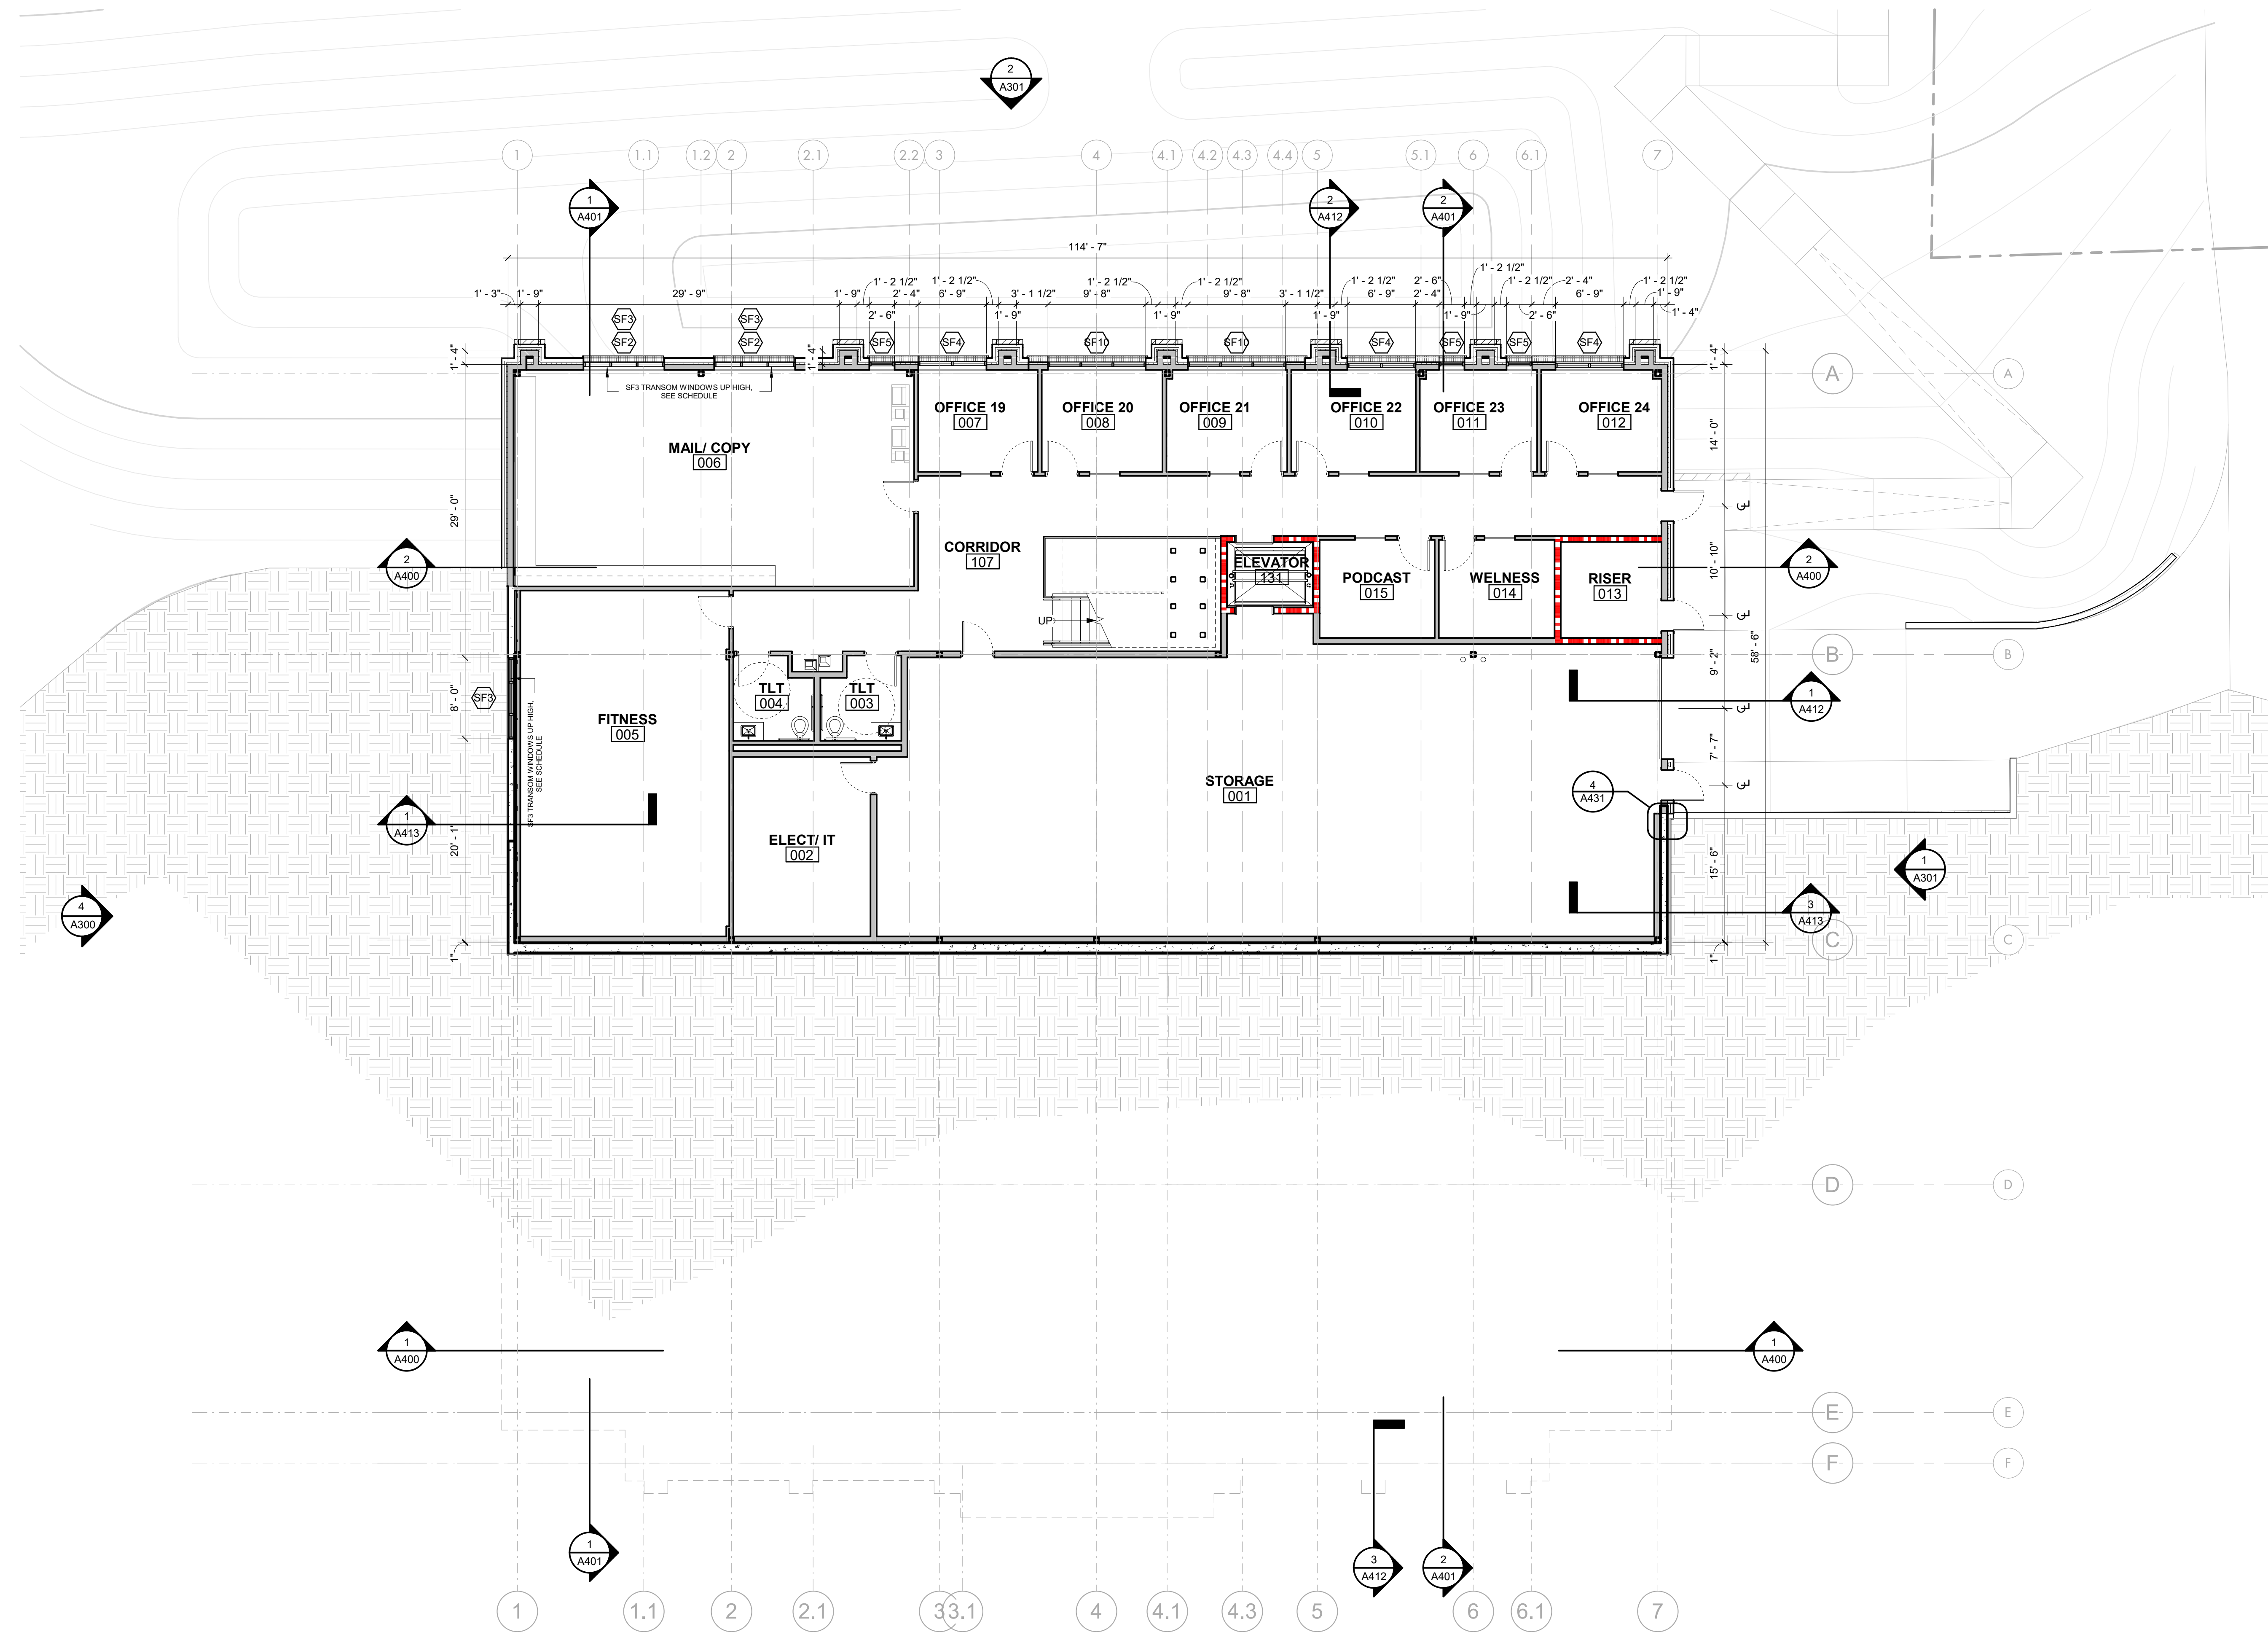 2
A301
1
1.1
1.2
2
2.1
2.2
3
4
4.1
4.2
4.3
4.4
5
5.1
6
6.1
7
1
A401
2
A412
2
A401
114' - 7"
1' - 3"
1' - 9"
29' - 9"
1' - 9"
1' - 2 1/2"
2' - 6"
2' - 4"
1' - 2 1/2"
6' - 9"
1' - 9"
3' - 1 1/2"
1' - 2 1/2"
9' - 8"
1' - 9"
1' - 2 1/2"
9' - 8"
3' - 1 1/2"
1' - 9"
1' - 2 1/2"
6' - 9"
2' - 6"
2' - 4"
1' - 9"
1' - 2 1/2"
1' - 2 1/2"
2' - 6"
2' - 4"
6' - 9"
1' - 2 1/2"
1' - 9"
1' - 4"
SF3
SF2
SF3
SF2
SF5
SF4
SF10
SF10
SF4
SF5
SF5
SF4
1' - 4"
1' - 4"
1' - 4"
A
A
SF3 TRANSOM WINDOWS UP HIGH,
SEE SCHEDULE
OFFICE 19
007
OFFICE 20
008
OFFICE 21
009
OFFICE 22
010
OFFICE 23
011
OFFICE 24
012
MAIL/ COPY
006
14' - 0"
29' - 0"
CORRIDOR
107
ELEVATOR
131
PODCAST
015
WELNESS
014
RISER
013
10' - 10"
2
A400
2
A400
UP
9' - 2"
58' - 6"
B
B
8' - 0"
SF3
SF3 TRANSOM WINDOWS UP HIGH,
SEE SCHEDULE
FITNESS
005
TLT
004
TLT
003
1
A412
7' - 7"
STORAGE
001
4
A431
1
A413
20' - 1"
ELECT/ IT
002
15' - 6"
1
A301
4
A300
3
A413
C
C
1"
1"
D
D
1
A400
1
A400
E
E
F
F
1
A401
3
A412
2
A401
1
1.1
2
2.1
3
3.1
4
4.1
4.3
5
6
6.1
7